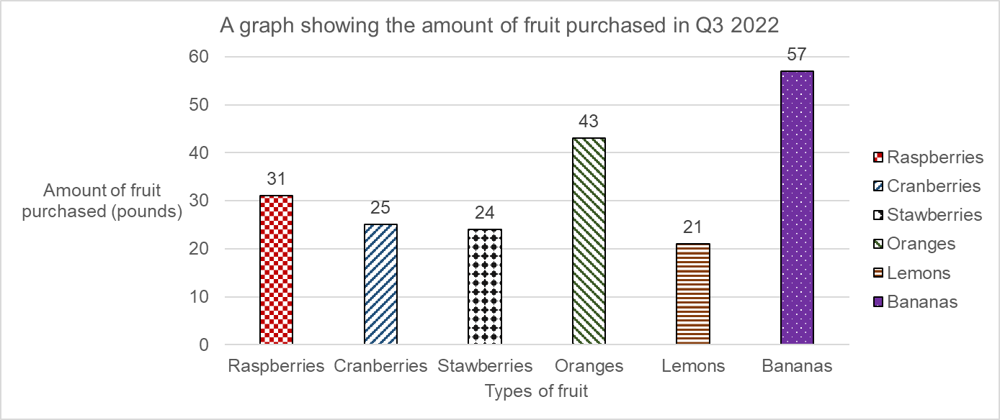 A graph showing the amount of fruit purchased in Q3 2022
60
50
40
30
20
10
0
Amount of fruit
purchased (pounds)
31
25
24
43
21
57
Raspberries Cranberries Stawberries Oranges Lemons Bananas
Types of fruit
Raspberries
Cranberries
Stawberries
Oranges
Lemons
Bananas